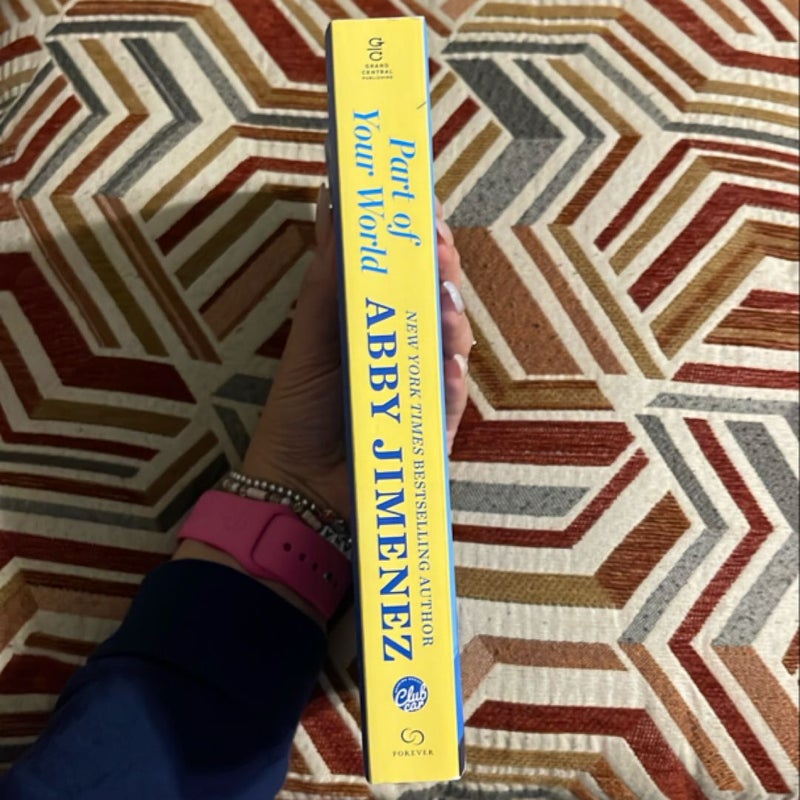 GRAND
CENTRAL
PUBLISHING
Part of
Your World
NEW YORK TIMES BESTSELLING AUTHOR
ABBY JIMENEZ
Club
car
FOREVER